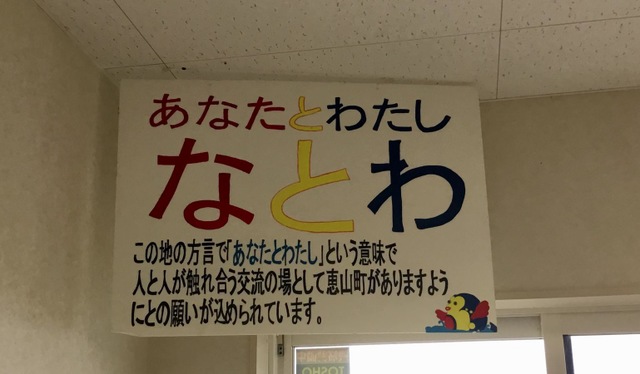 あなたとわたし
なとわ
この地の方言で「あなたとわたし」という意味で
人と人が触れ合う交流の場として恵山町がありますよう
にとの願いが込められています。
TOSHO